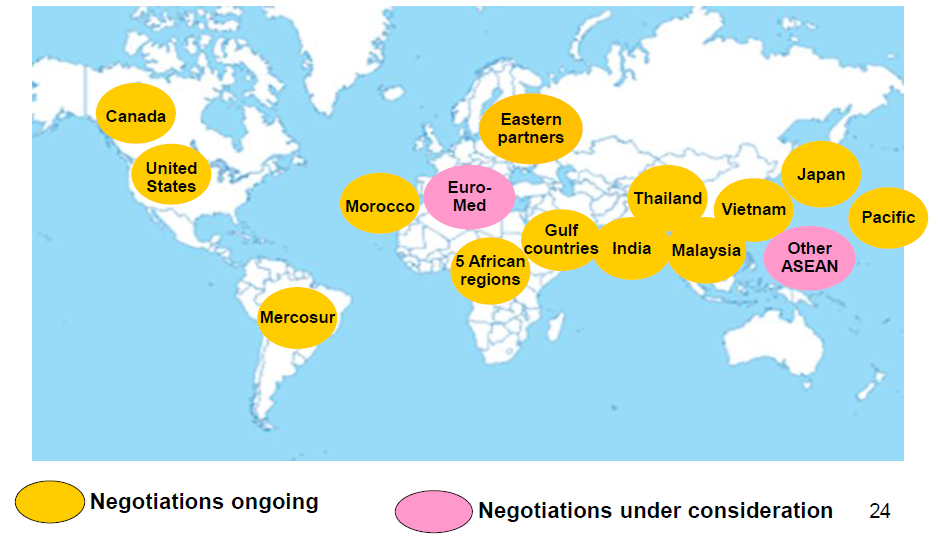 Canada
United
States
Eastern
partners
Morocco
Euro-
Med
Thailand
Vietnam
Japan
Pacific
Gulf
countries
India
Malaysia
Other
ASEAN
5 African
regions
Mercosur
Negotiations ongoing
Negotiations under consideration
24